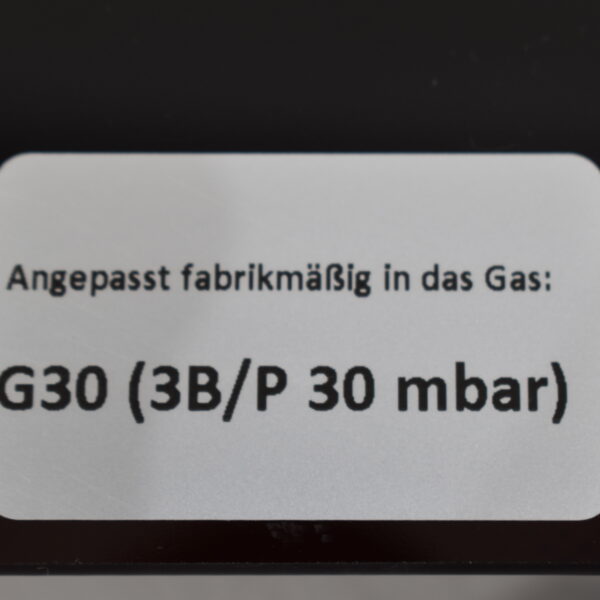 Angepasst fabrikmäßig in das Gas:
G30 (3B/P 30 mbar)